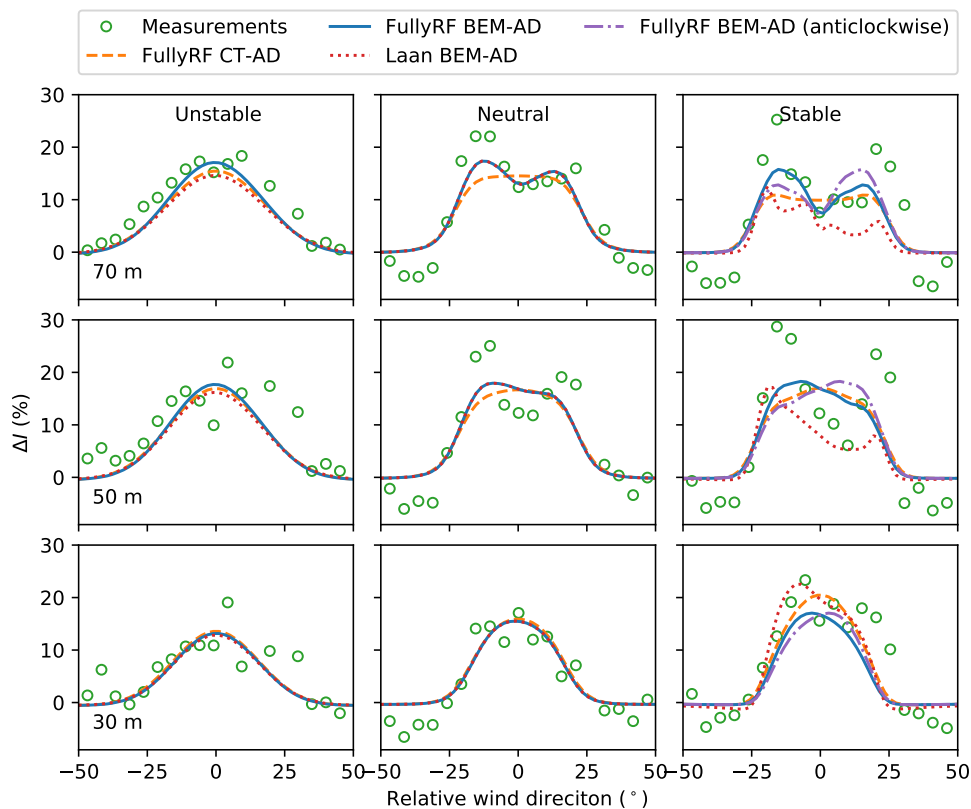 Measurements FullyRF BEM-AD FullyRF BEM-AD (anticlockwise)
FullyRF CT-AD Laan BEM-AD
30 Unstable Neutral Stable
20
10
0
70 m
30
20
10
0
50 m
ΔI (%)
30
20
10
0
30 m
−50 −25 0 25 50 −50 −25 0 25 50 −50 −25 0 25 50
Relative wind direciton (°)